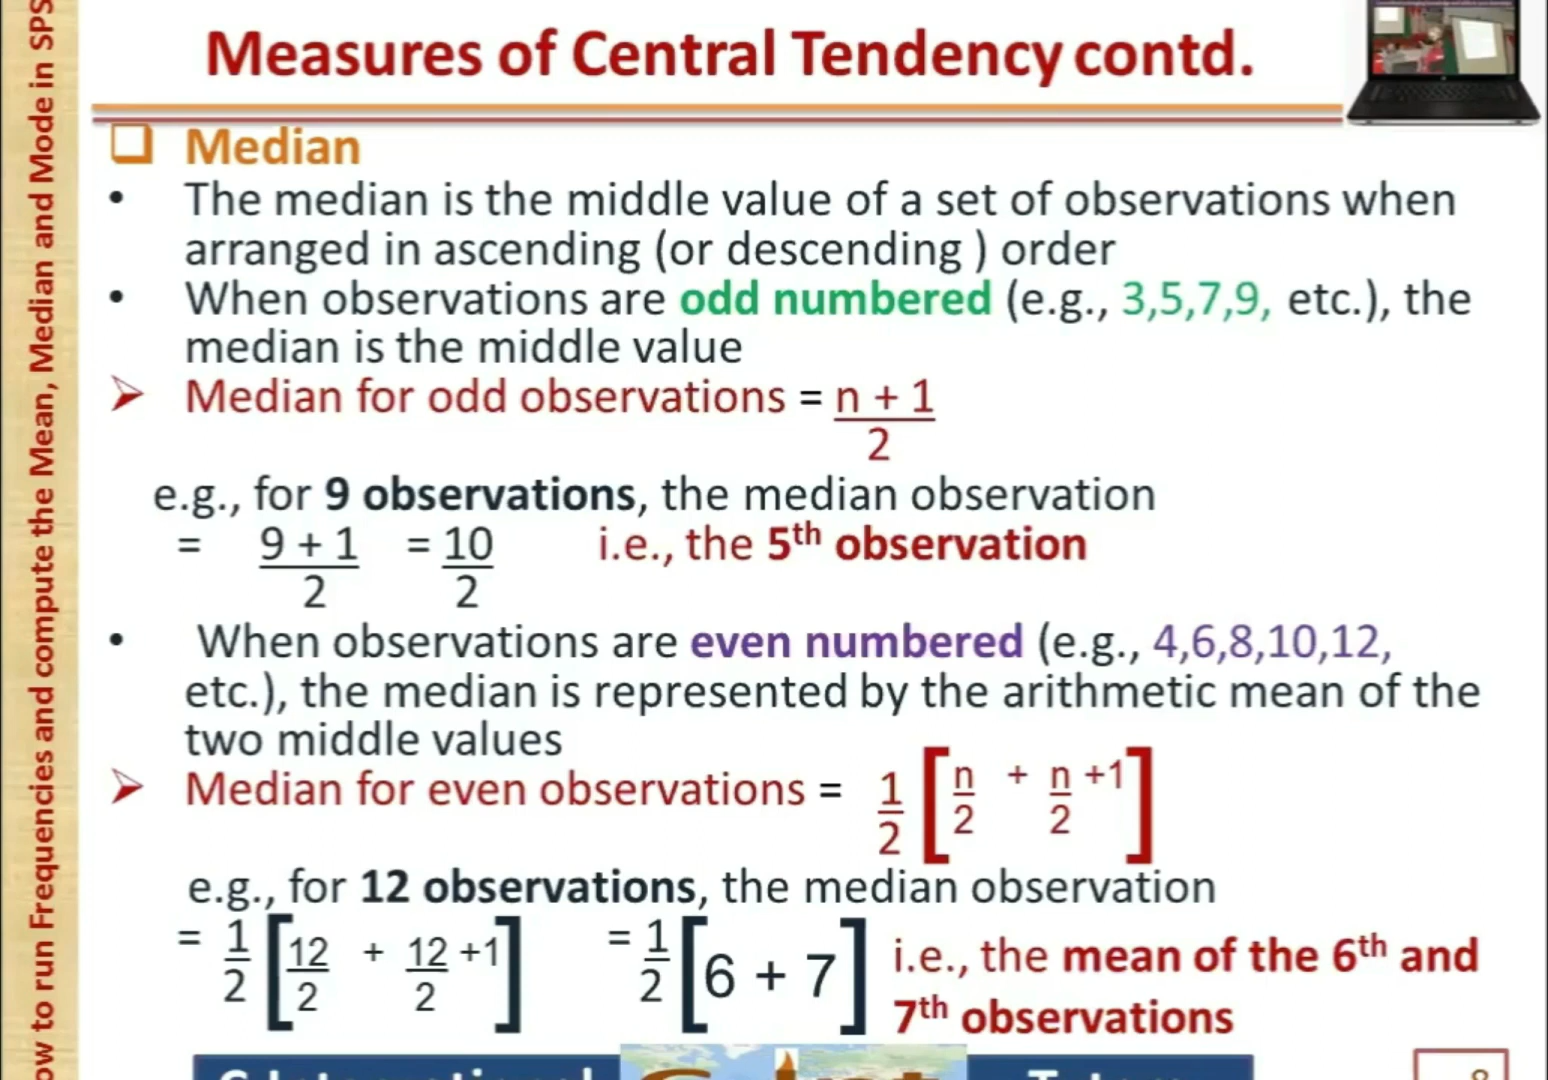 ow to run Frequencies and compute the Mean, Median and Mode in SPS
Measures of Central Tendency contd.
❑ Median
• The median is the middle value of a set of observations when
arranged in ascending (or descending ) order
• When observations are odd numbered (e.g., 3,5,7,9, etc.), the
median is the middle value
➢ Median for odd observations = n + 1
2
e.g., for 9 observations, the median observation
= 9 + 1 = 10 i.e., the 5th observation
2 2
• When observations are even numbered (e.g., 4,6,8,10,12,
etc.), the median is represented by the arithmetic mean of the
two middle values
➢ Median for even observations = 1/2 [n/2 + n/2 +1]
e.g., for 12 observations, the median observation
= 1/2 [12/2 + 12/2 +1] = 1/2 [6 + 7] i.e., the mean of the 6th and
7th observations